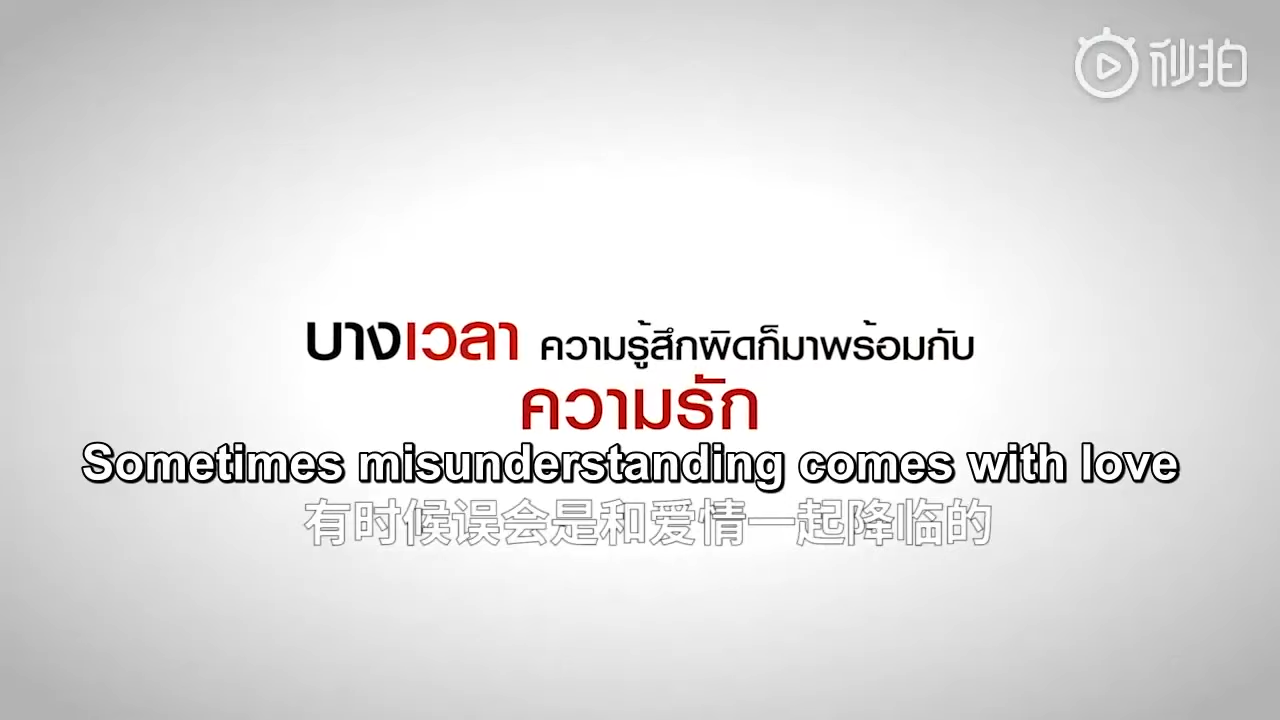 秒拍
บางเวลา ความรู้สึกผิดก็มาพร้อมกับ
ความรัก
Sometimes misunderstanding comes with love
有时候误会是和爱情一起降临的